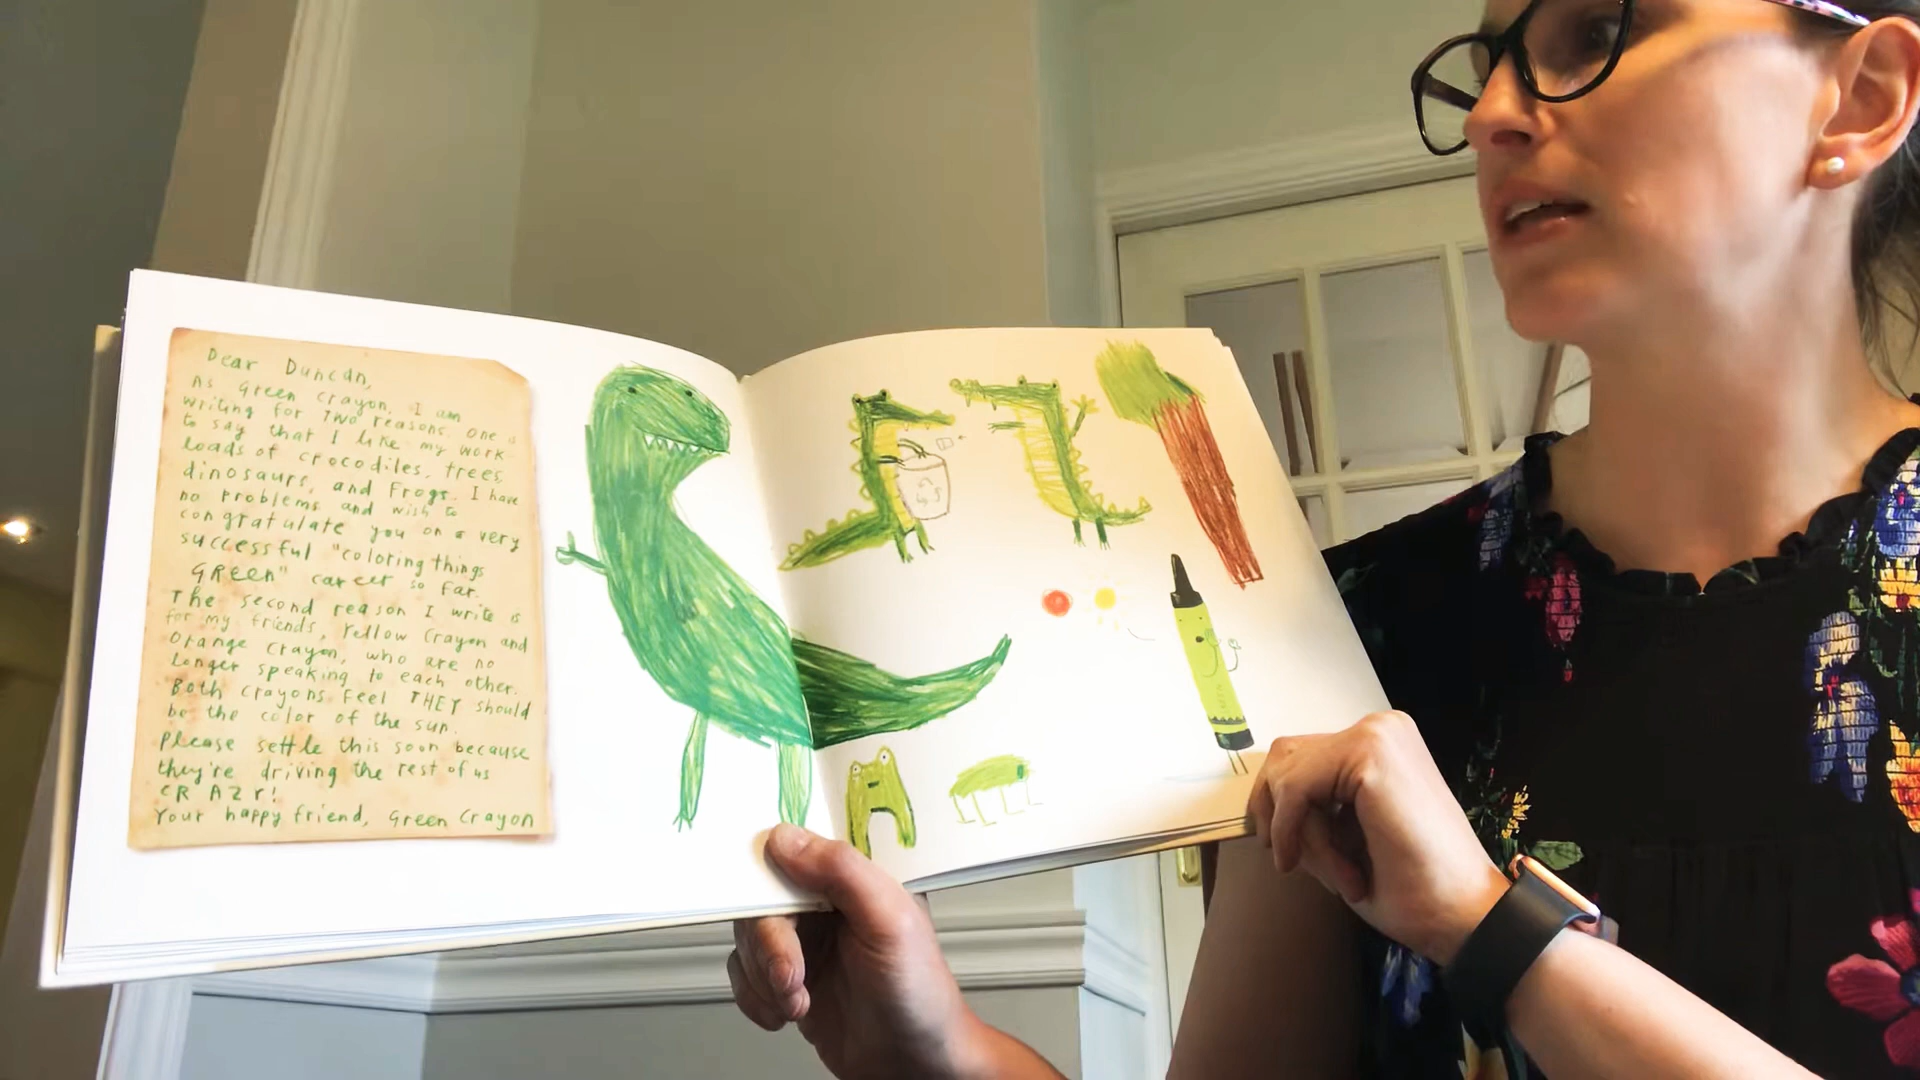 Dear Duncan,
As Green Crayon, I am
writing for TWO reasons. One is
to say that I like my work-
loads of crocodiles, trees,
dinosaurs, and Frogs. I have
no problems and wish to
congratulate you on a very
successful "coloring things
GReen" career so far.
The second reason I write is
for my friends, Yellow Crayon and
Orange Crayon, who are no
Longer speaking to each other.
Both crayons Feel THEY should
be the color of the sun.
please settle this soon because
they're driving the rest of us
CRAZY!
Your happy friend, Green Crayon